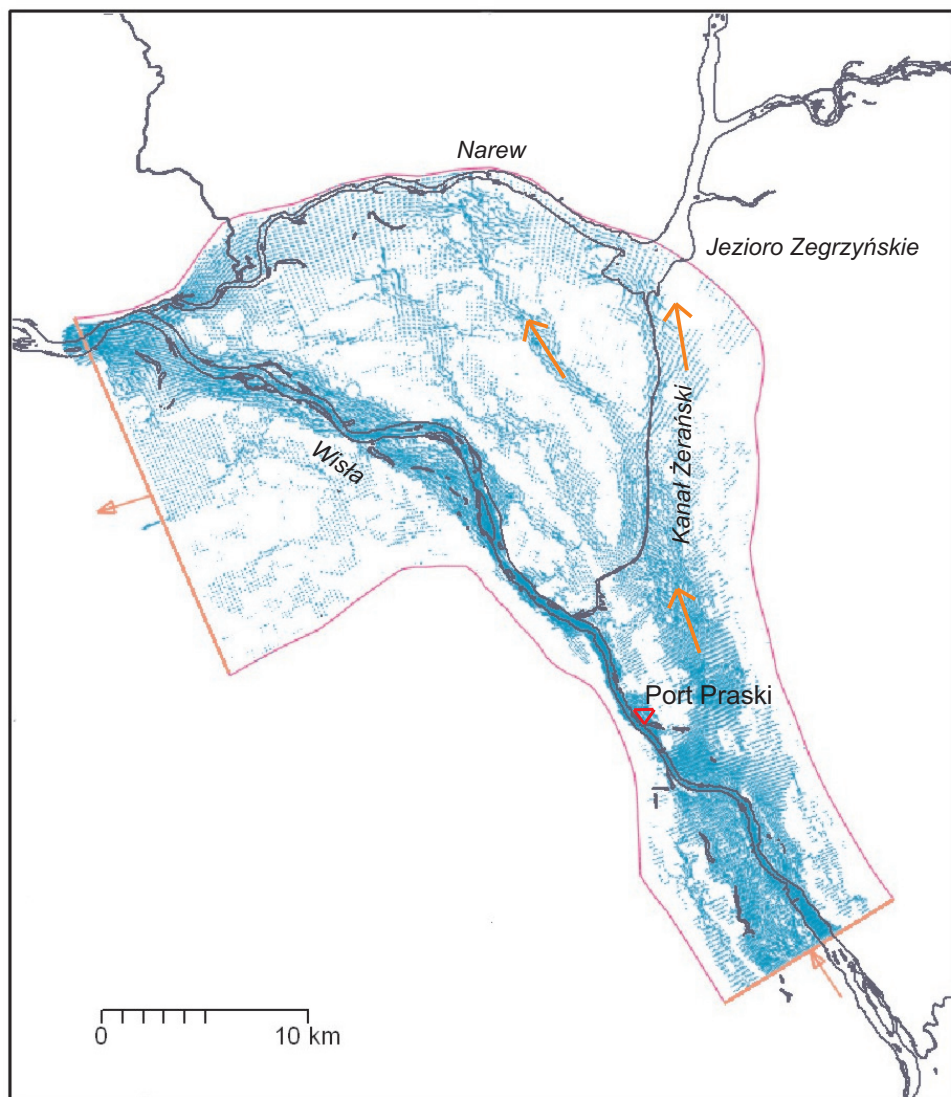 Narew
Jezioro Zegrzyńskie
Kanał Żerański
Wisła
Port Praski
0 10 km